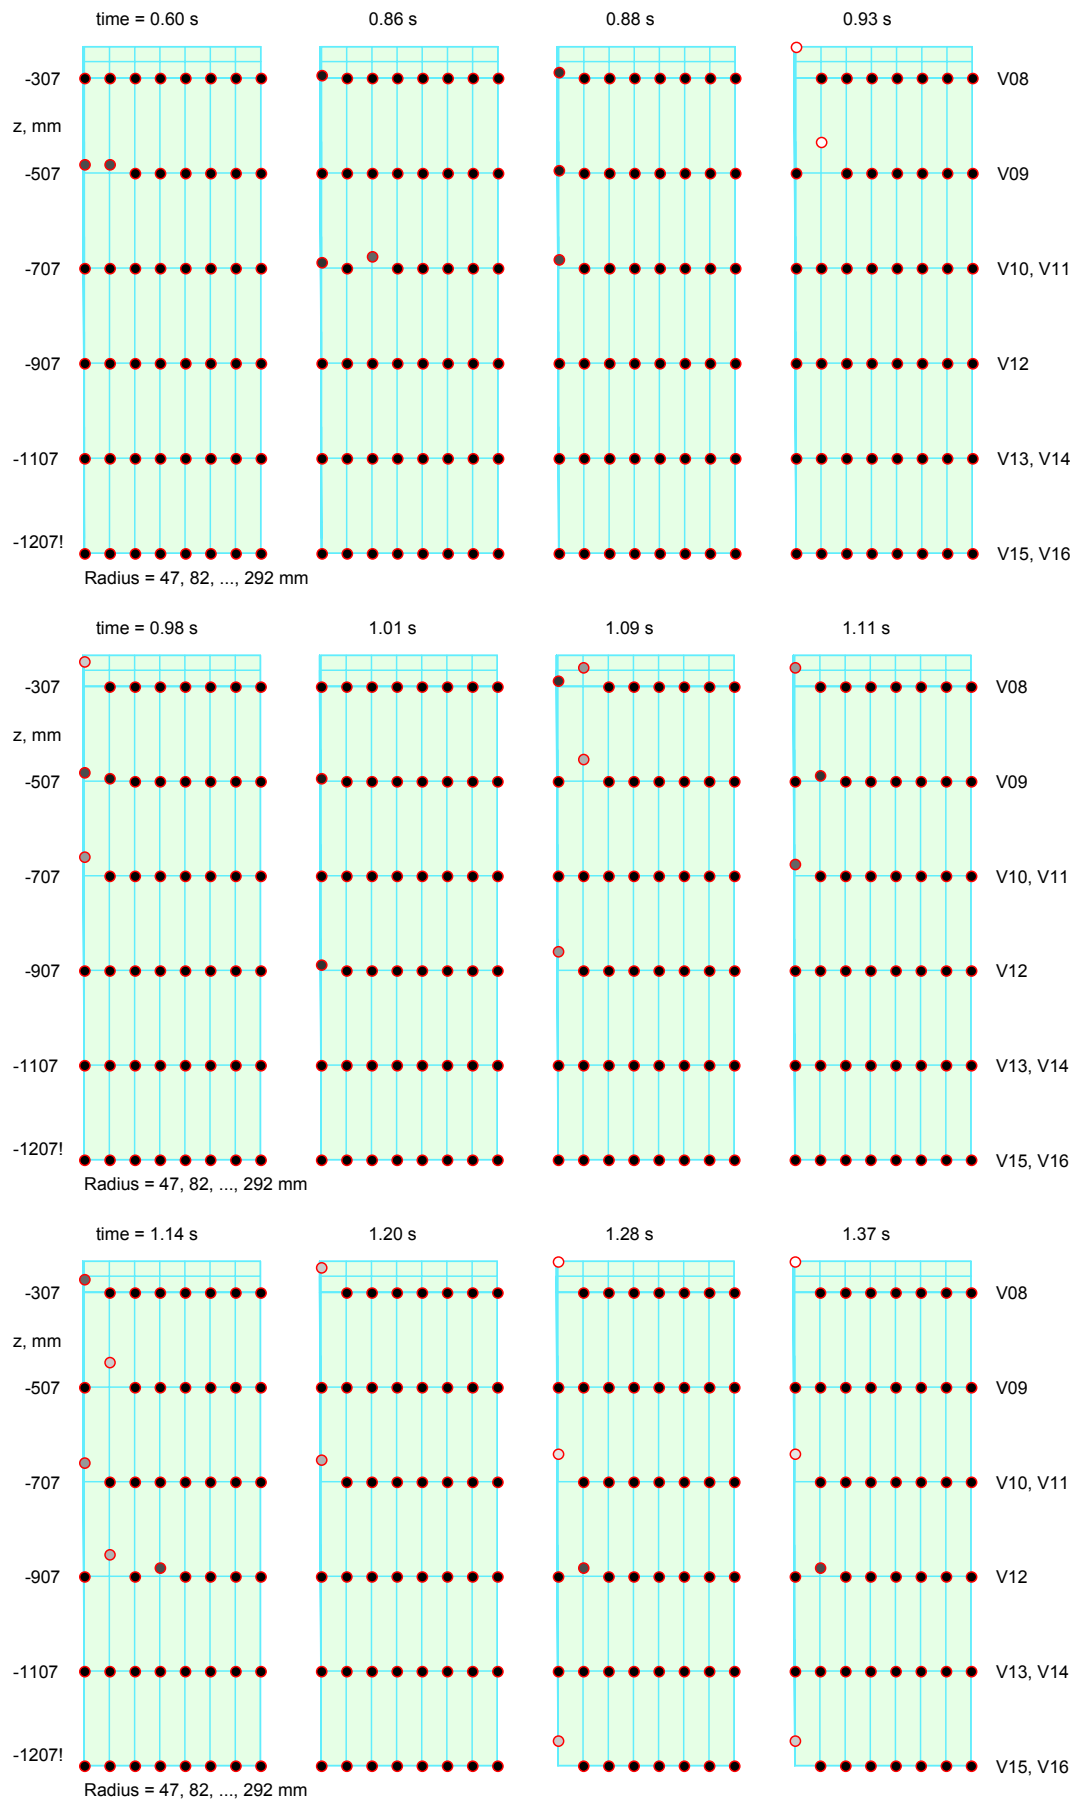 time = 0.60 s 0.86 s 0.88 s 0.93 s
-307 V08
z, mm
-507 V09
-707 V10, V11
-907 V12
-1107 V13, V14
-1207!
V15, V16
Radius = 47, 82, ..., 292 mm
time = 0.98 s 1.01 s 1.09 s 1.11 s
-307 V08
z, mm
-507 V09
-707 V10, V11
-907 V12
-1107 V13, V14
-1207!
V15, V16
Radius = 47, 82, ..., 292 mm
time = 1.14 s 1.20 s 1.28 s 1.37 s
-307 V08
z, mm
-507 V09
-707 V10, V11
-907 V12
-1107 V13, V14
-1207!
V15, V16
Radius = 47, 82, ..., 292 mm